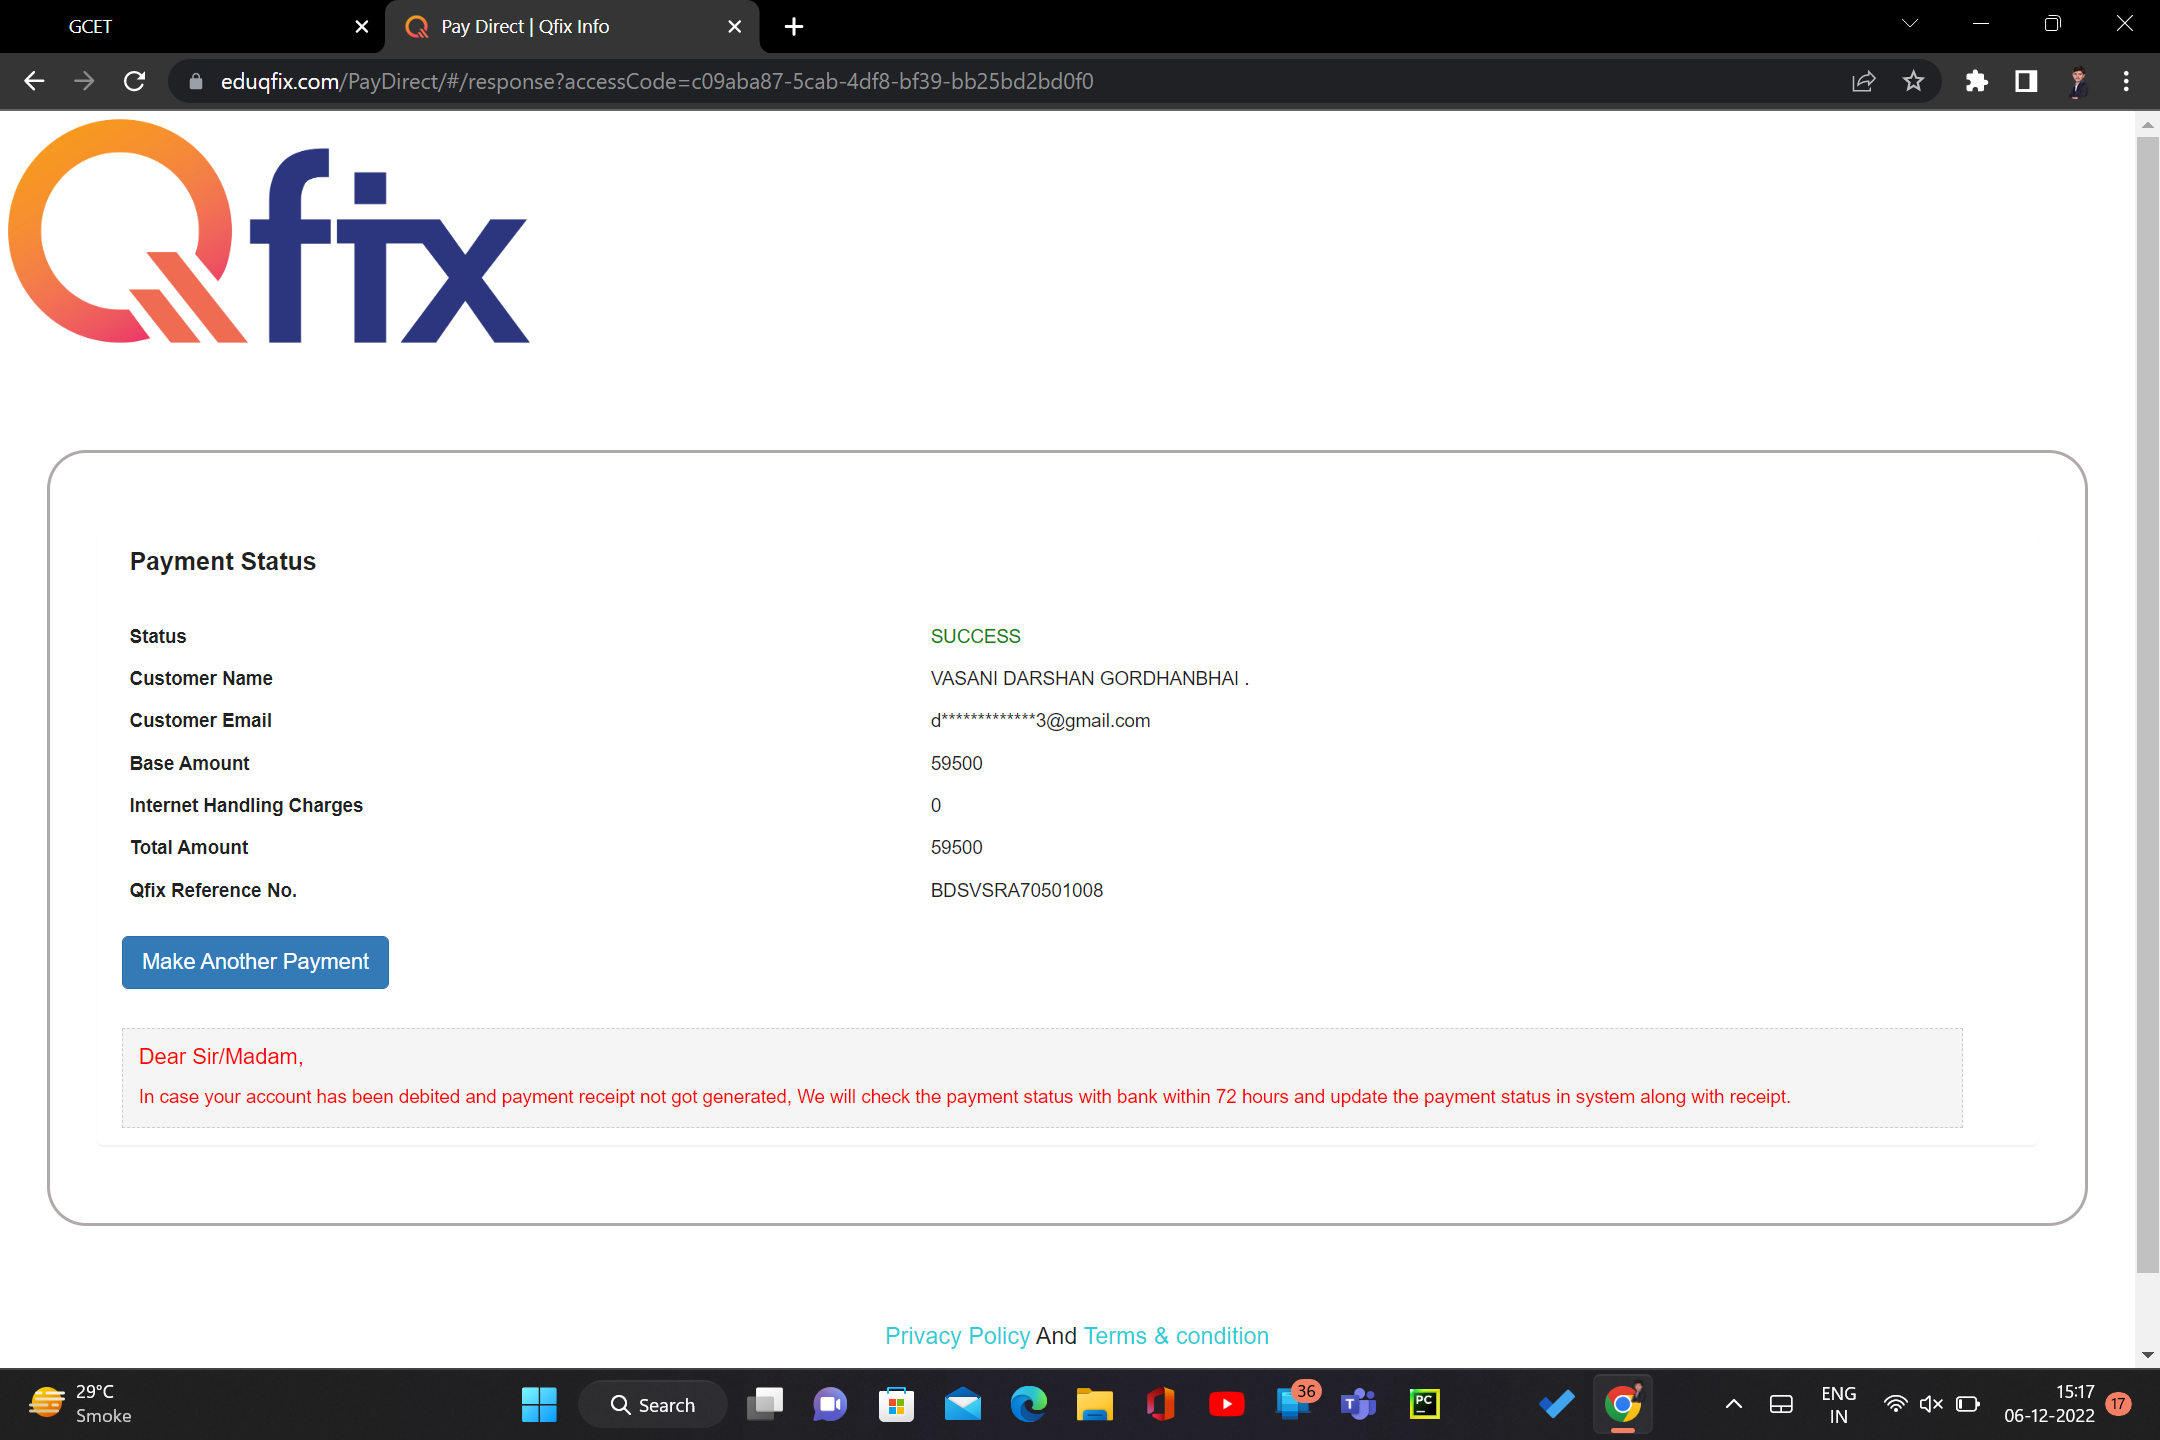 GCET
Pay Direct | Qfix Info
eduqfix.com/PayDirect/#/response?accessCode=c09aba87-5cab-4df8-bf39-bb25bd2bd0f0
Qfix
Payment Status
Status SUCCESS
Customer Name VASANI DARSHAN GORDHANBHAI .
Customer Email d*************3@gmail.com
Base Amount 59500
Internet Handling Charges 0
Total Amount 59500
Qfix Reference No. BDSVSRA70501008
Make Another Payment
Dear Sir/Madam,
In case your account has been debited and payment receipt not got generated, We will check the payment status with bank within 72 hours and update the payment status in system along with receipt.
Privacy Policy And Terms & condition
29°C
Smoke
Search
36
T
PC
ENG
IN
15:17
06-12-2022
17